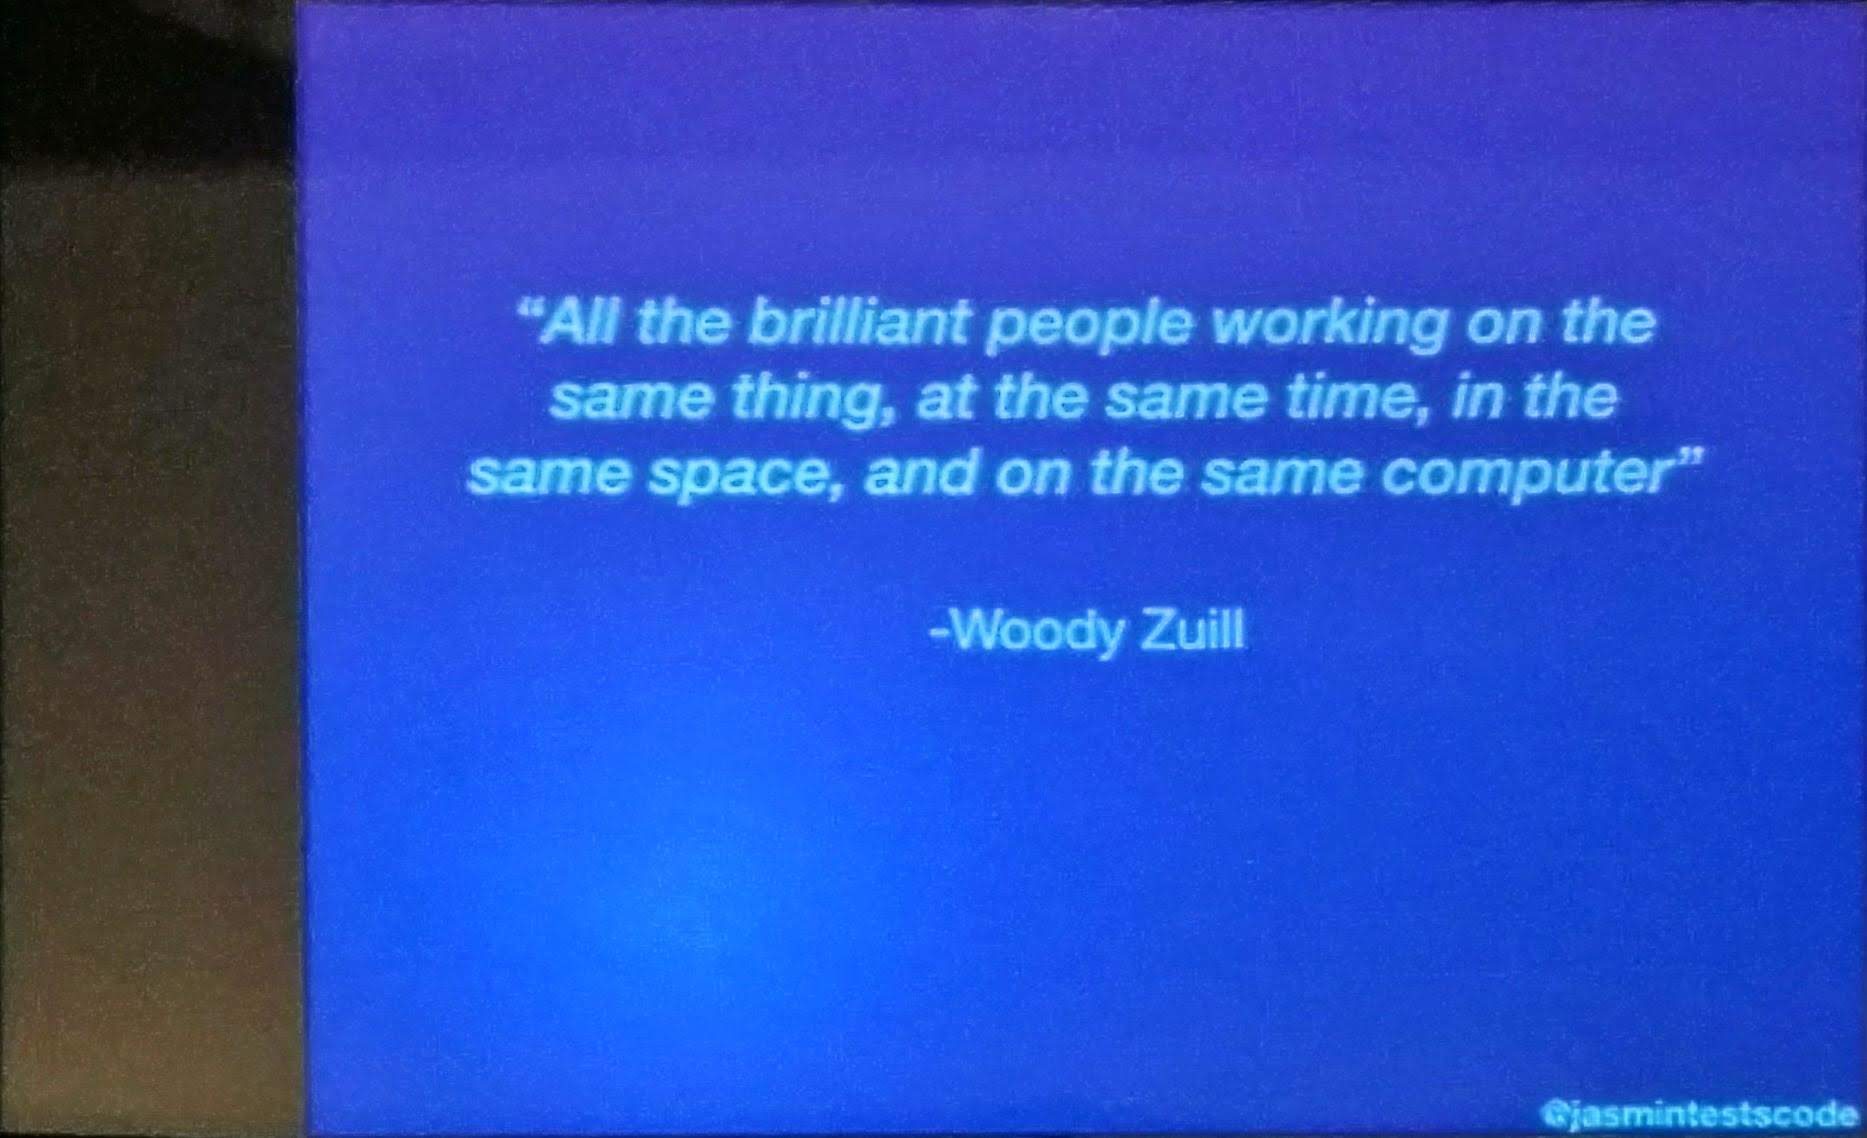 “All the brilliant people working on the
same thing, at the same time, in the
same space, and on the same computer”
-Woody Zuill
@jasmintestscode